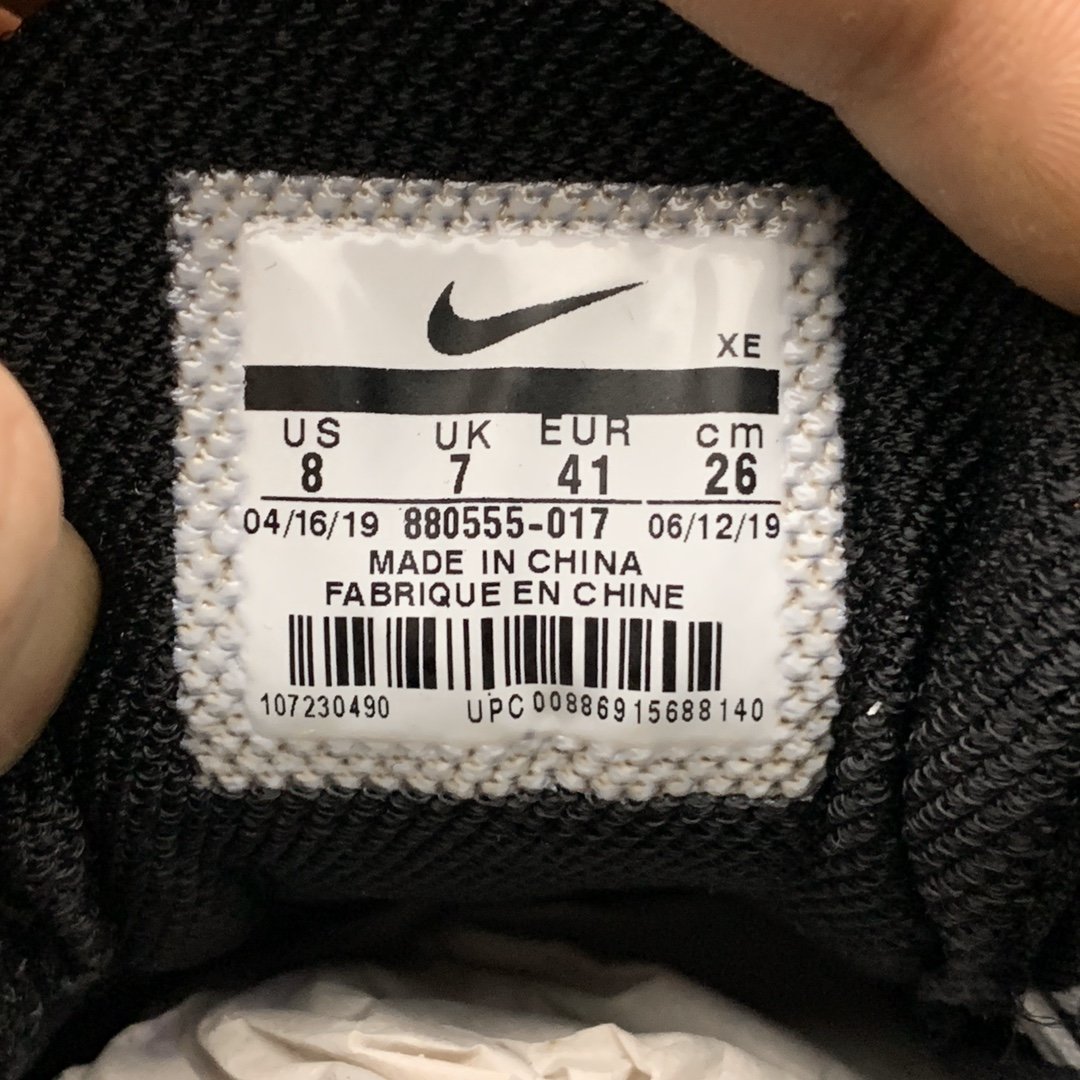 XE
US UK EUR cm
8 7 41 26
04/16/19 880555-017 06/12/19
MADE IN CHINA
FABRIQUE EN CHINE
107230490 UPC 00886915688140